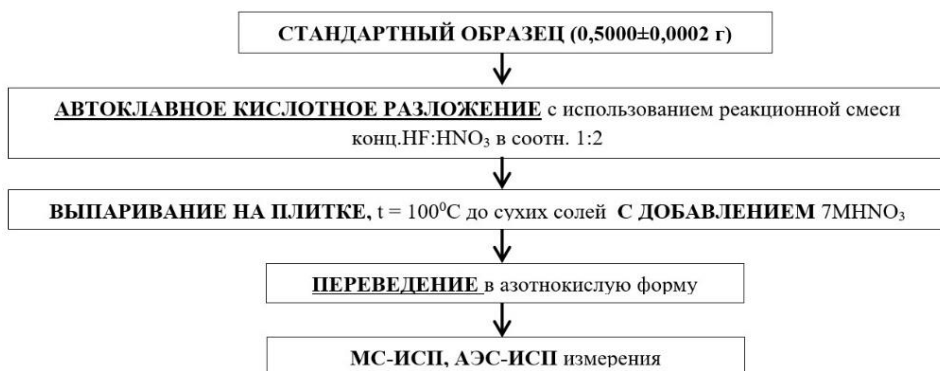 СТАНДАРТНЫЙ ОБРАЗЕЦ (0,5000±0,0002 г)
АВТОКЛАВНОЕ КИСЛОТНОЕ РАЗЛОЖЕНИЕ с использованием реакционной смеси
конц.HF:HNO₃ в соотн. 1:2
ВЫПАРИВАНИЕ НА ПЛИТКЕ, t = 100⁰C до сухих солей С ДОБАВЛЕНИЕМ 7МHNO₃
ПЕРЕВЕДЕНИЕ в азотнокислую форму
МС-ИСП, АЭС-ИСП измерения